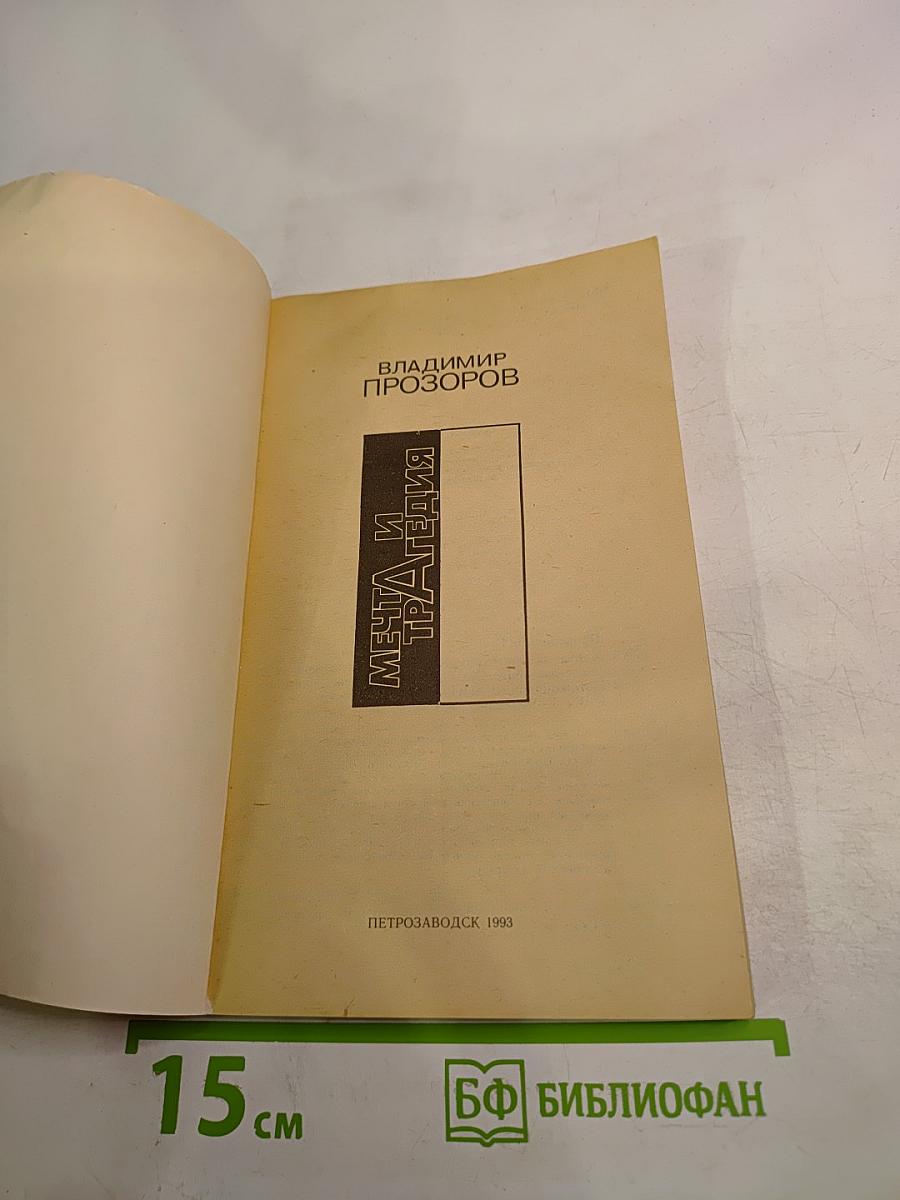 ВЛАДИМИР
ПРОЗОРОВ
МЕЧТА И
ТРАГЕДИЯ
ПЕТРОЗАВОДСК 1993
15 см
БФ БИБЛИОФАН